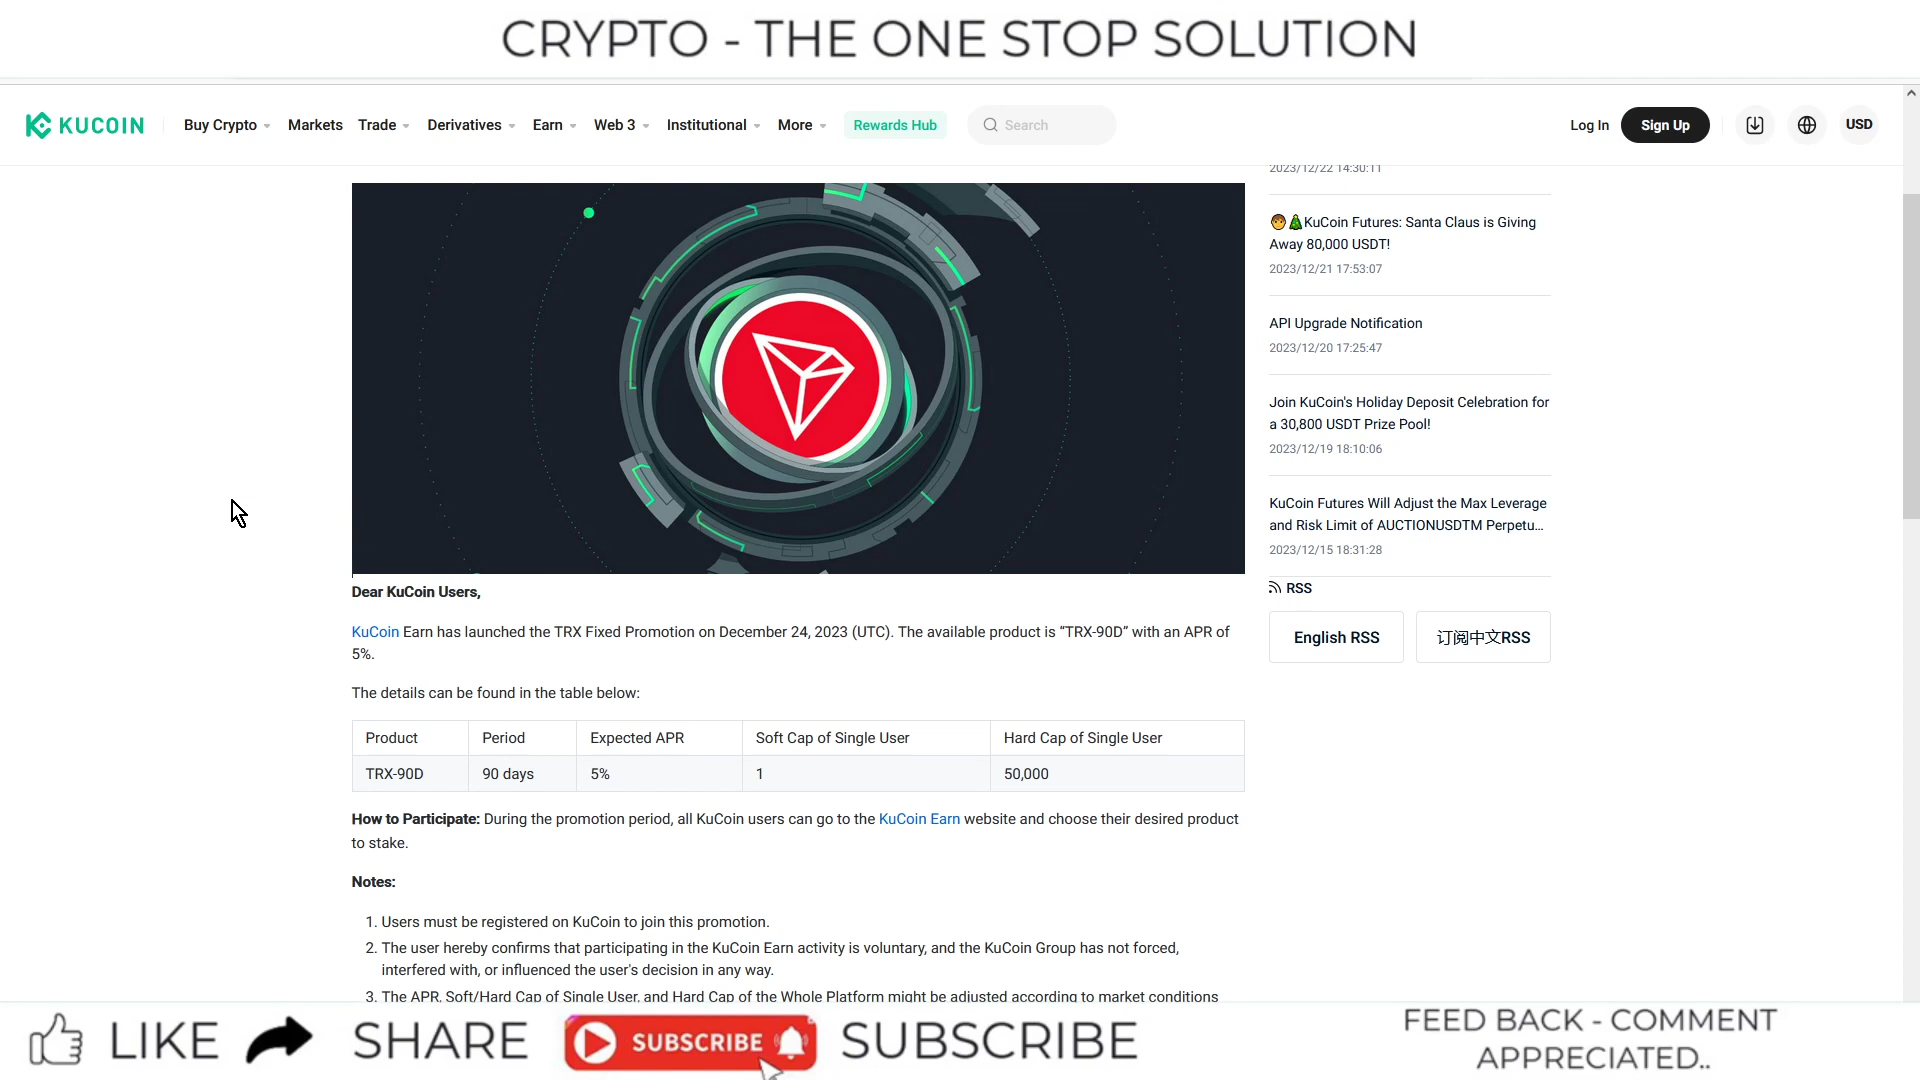 CRYPTO - THE ONE STOP SOLUTION
KUCOIN
Buy Crypto
Markets
Trade
Derivatives
Earn
Web 3
Institutional
More
Rewards Hub
Search
Log In
Sign Up
USD
Dear KuCoin Users,
KuCoin Earn has launched the TRX Fixed Promotion on December 24, 2023 (UTC). The available product is “TRX-90D” with an APR of
5%.
The details can be found in the table below:
Product Period Expected APR Soft Cap of Single User Hard Cap of Single User
TRX-90D 90 days 5% 1 50,000
How to Participate: During the promotion period, all KuCoin users can go to the KuCoin Earn website and choose their desired product
to stake.
Notes:
1. Users must be registered on KuCoin to join this promotion.
2. The user hereby confirms that participating in the KuCoin Earn activity is voluntary, and the KuCoin Group has not forced,
interfered with, or influenced the user's decision in any way.
3. The APR, Soft/Hard Cap of Single User, and Hard Cap of the Whole Platform might be adjusted according to market conditions
2023/12/22 14:30:11
🧑🎄KuCoin Futures: Santa Claus is Giving
Away 80,000 USDT!
2023/12/21 17:53:07
API Upgrade Notification
2023/12/20 17:25:47
Join KuCoin's Holiday Deposit Celebration for
a 30,800 USDT Prize Pool!
2023/12/19 18:10:06
KuCoin Futures Will Adjust the Max Leverage
and Risk Limit of AUCTIONUSDTM Perpetu...
2023/12/15 18:31:28
RSS
English RSS
订阅中文RSS
LIKE
SHARE
SUBSCRIBE
SUBSCRIBE
FEED BACK - COMMENT
APPRECIATED..